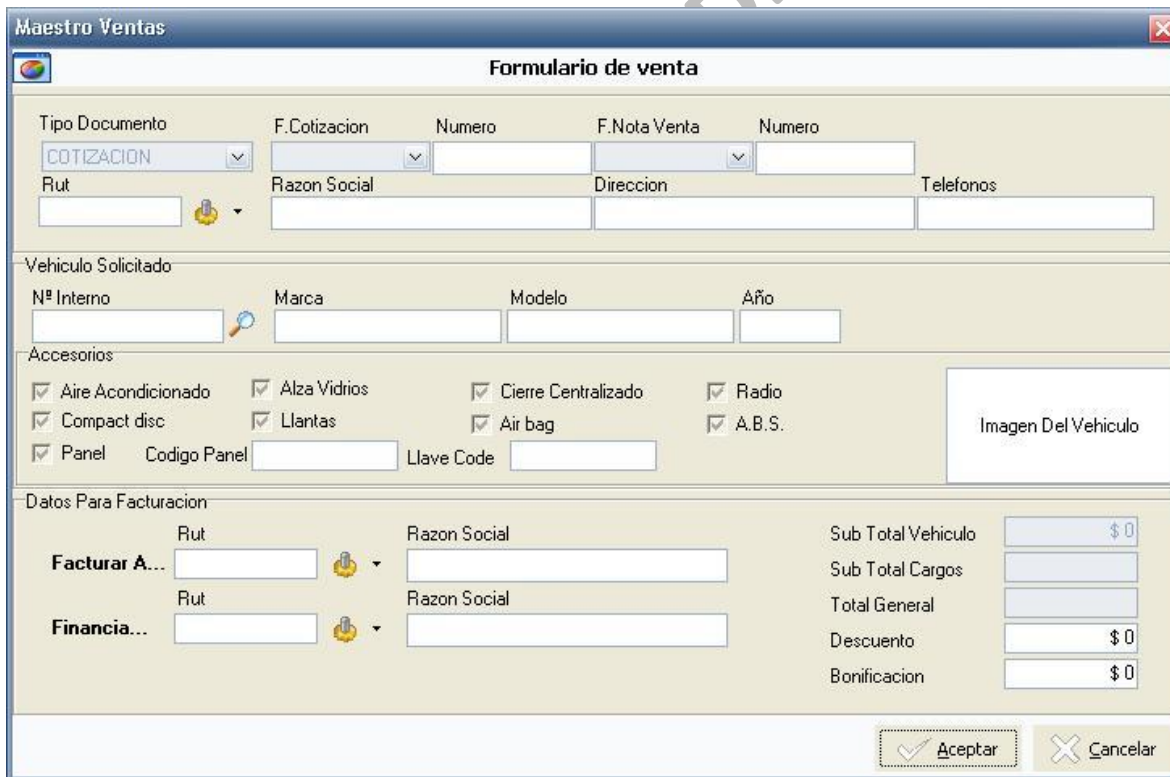 Maestro Ventas
Formulario de venta
Tipo Documento F.Cotizacion Numero F.Nota Venta Numero
COTIZACION
Rut Razon Social Direccion Telefonos
Vehiculo Solicitado
Nº Interno Marca Modelo Año
Accesorios
Aire Acondicionado Alza Vidrios Cierre Centralizado Radio
Compact disc Llantas Air bag A.B.S.
Panel Codigo Panel Llave Code
Imagen Del Vehiculo
Datos Para Facturacion
Rut Razon Social Sub Total Vehiculo $ 0
Facturar A... Sub Total Cargos
Rut Razon Social Total General
Financia... Descuento $ 0
Bonificacion $ 0
Aceptar Cancelar